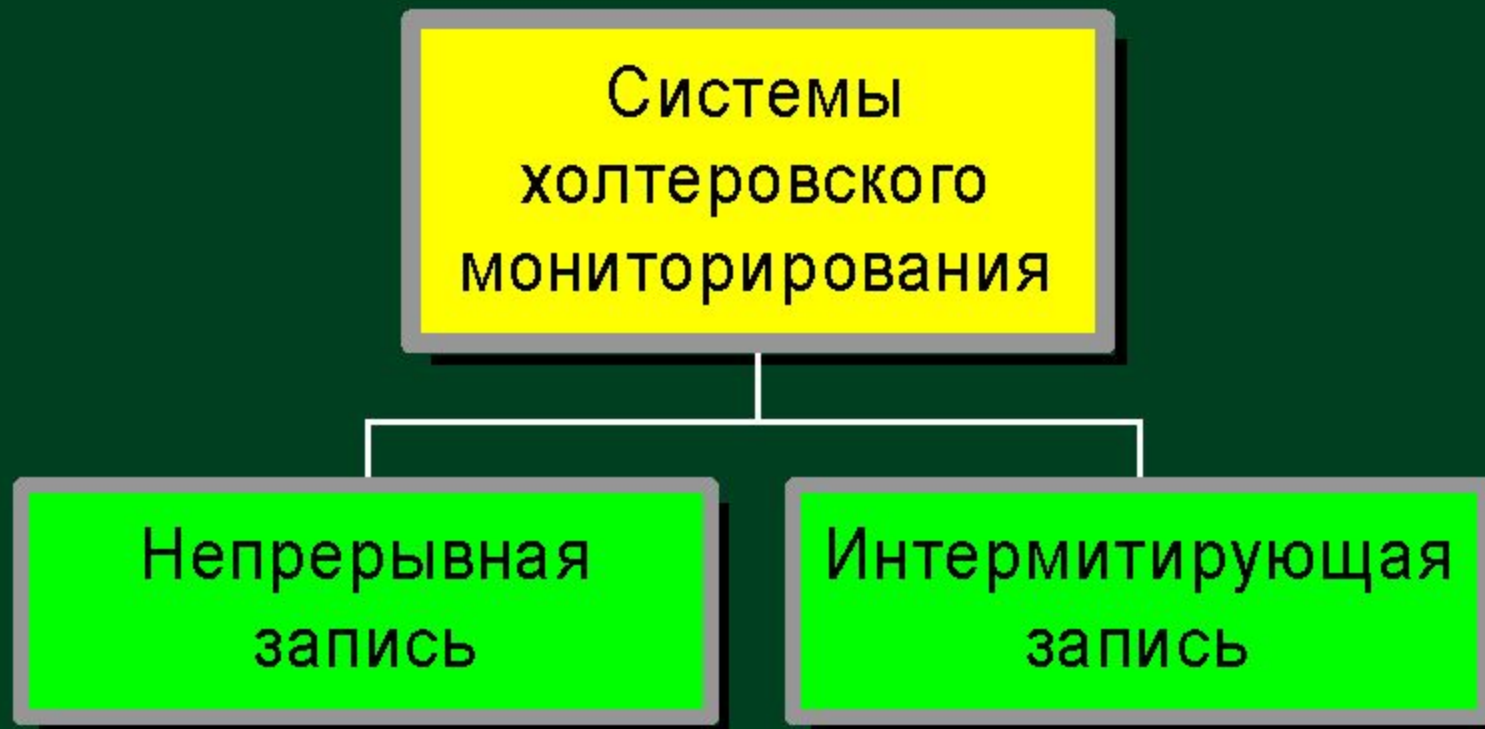 Системы
холтеровского
мониторирования
Непрерывная
запись
Интермитирующая
запись